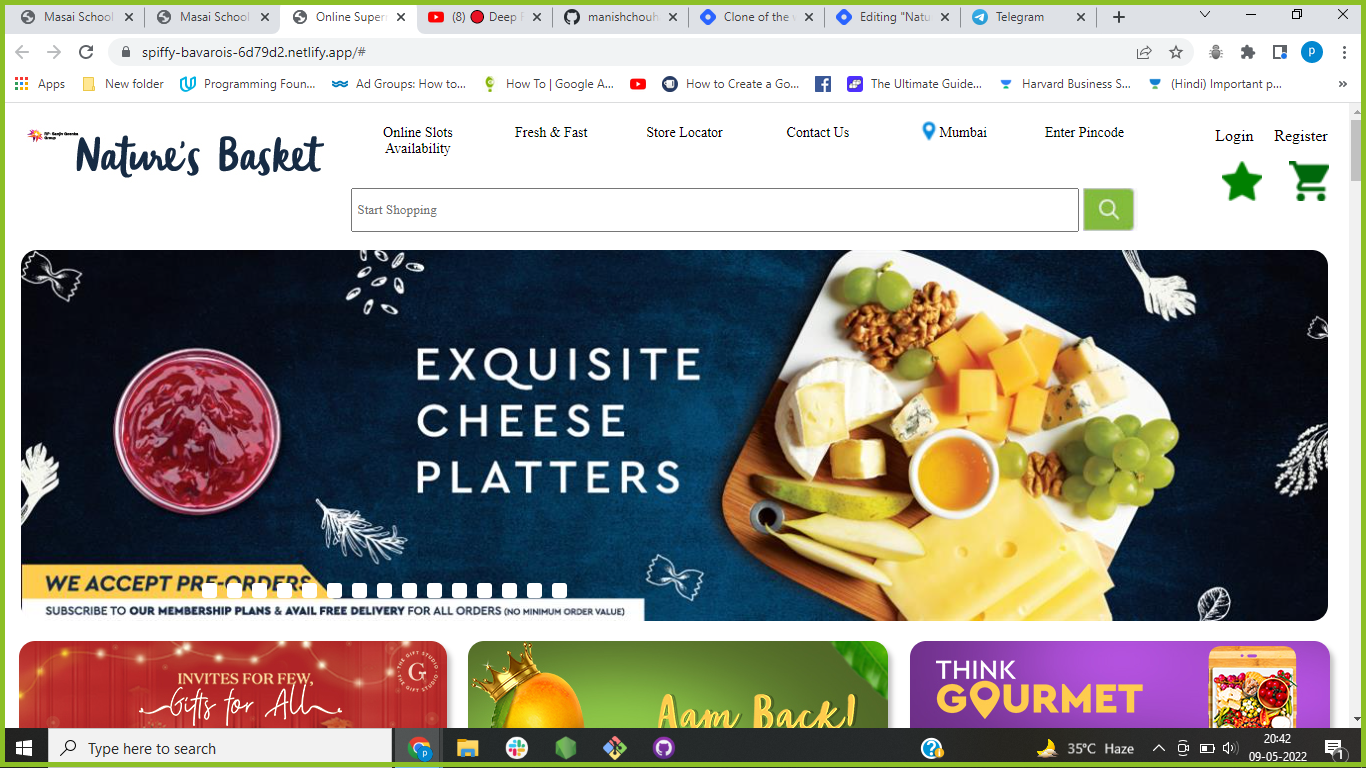 Masai School
Masai School
Online Super
(8) 🔴 Deep F
manishchouh
Clone of the
Editing "Natu
Telegram
spiffy-bavarois-6d79d2.netlify.app/#
p
Apps
New folder
Programming Foun...
Ad Groups: How to...
How To | Google A...
How to Create a Go...
The Ultimate Guide...
Harvard Business S...
(Hindi) Important p...
»
Nature's Basket
Online Slots
Availability
Fresh & Fast
Store Locator
Contact Us
Mumbai
Enter Pincode
Login
Register
Start Shopping
EXQUISITE
CHEESE
PLATTERS
WE ACCEPT PRE-ORDERS
SUBSCRIBE TO OUR MEMBERSHIP PLANS & AVAIL FREE DELIVERY FOR ALL ORDERS (NO MINIMUM ORDER VALUE)
INVITES FOR FEW,
Gifts for All
THE GIFT STUDIO
G
THE GIFT STUDIO
Aam Back!
THINK
GOURMET
Type here to search
35°C Haze
20:42
09-05-2022
1